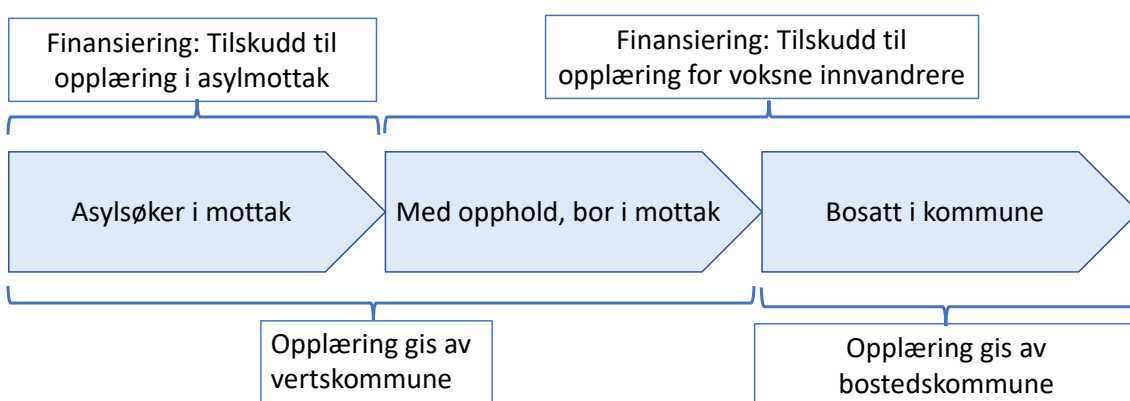 Finansiering: Tilskudd til
opplæring i asylmottak
Finansiering: Tilskudd til
opplæring for voksne innvandrere
Asylsøker i mottak
Med opphold, bor i mottak
Bosatt i kommune
Opplæring gis av
vertskommune
Opplæring gis av
bostedskommune